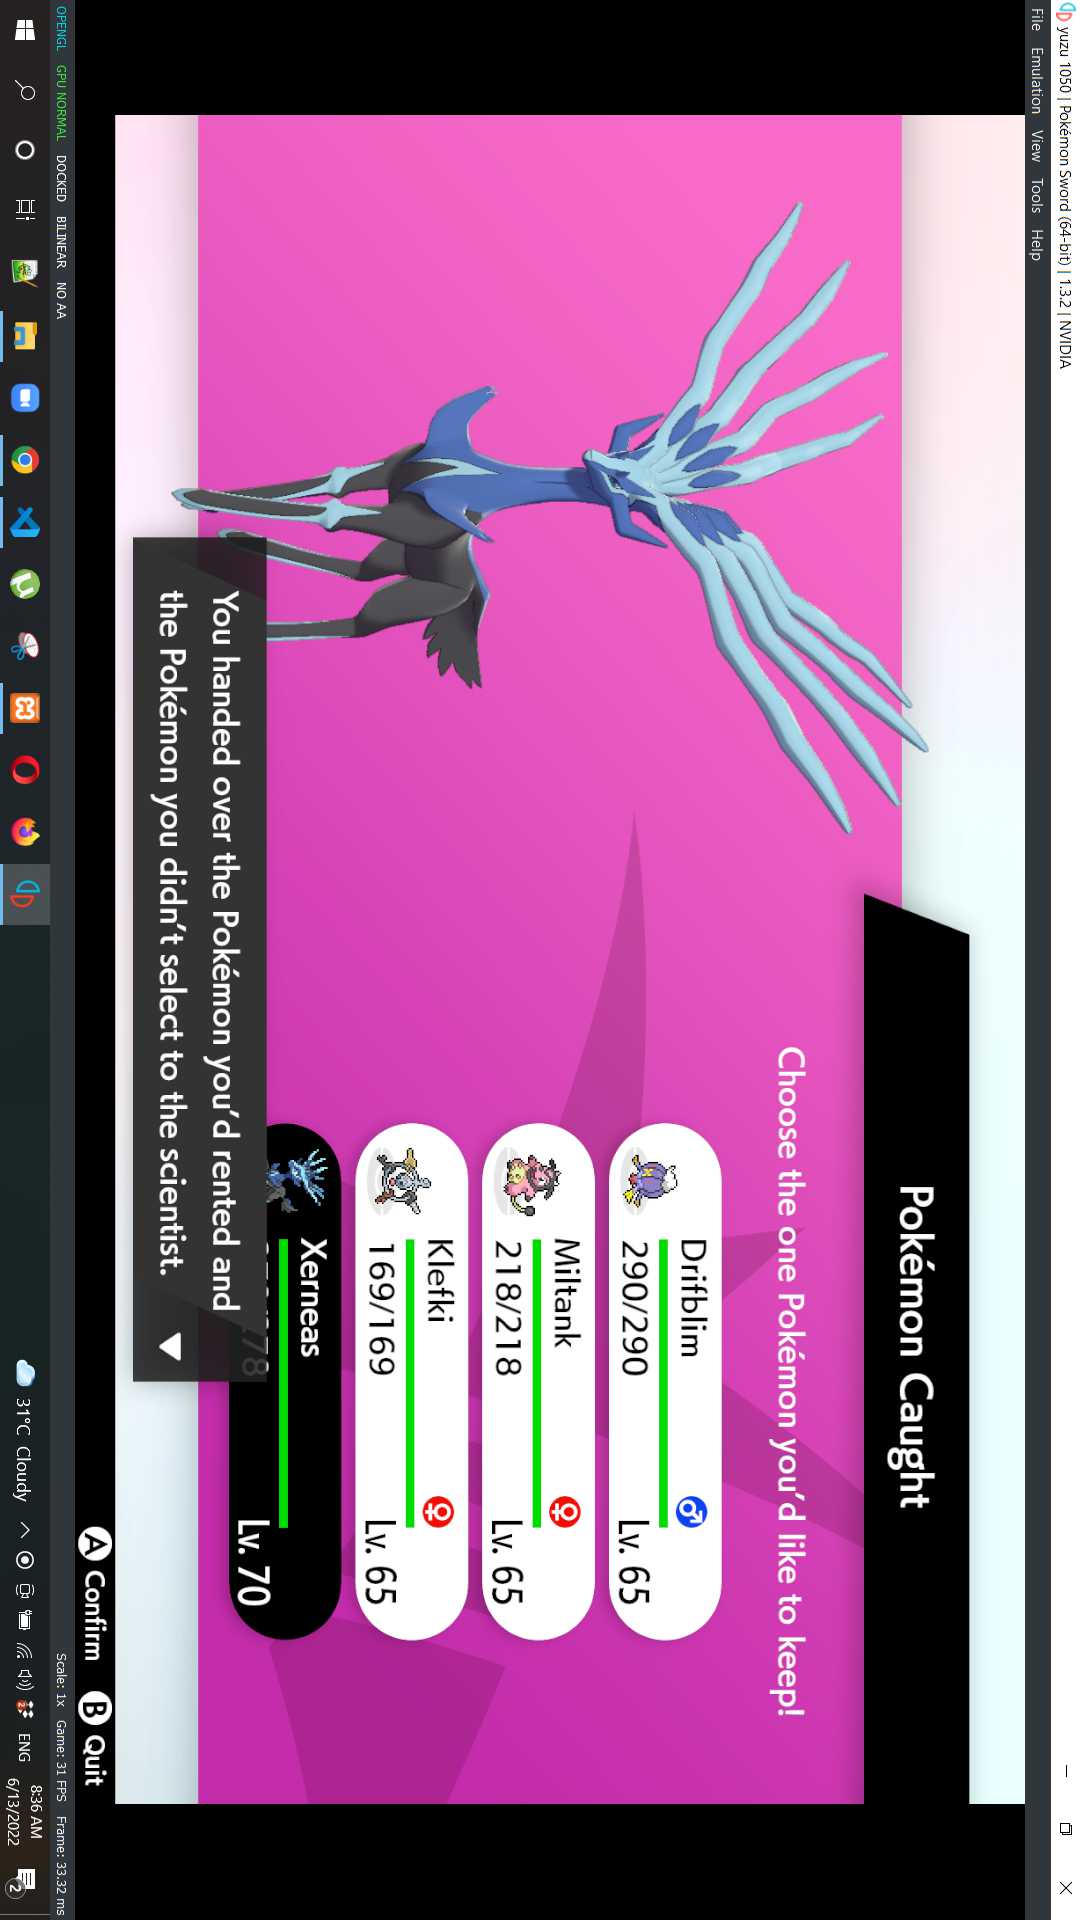 yuzu 1050 | Pokémon Sword (64-bit) | 1.3.2 | NVIDIA
File Emulation View Tools Help
Pokémon Caught
Choose the one Pokémon you'd like to keep!
Drifblim
290/290
Lv. 65
Miltank
218/218
Lv. 65
Klefki
169/169
Lv. 65
Xerneas
Lv. 70
You handed over the Pokémon you'd rented and
the Pokémon you didn't select to the scientist.
A Confirm B Quit
OPENGL GPU NORMAL DOCKED BILINEAR NO AA
Scale: 1x Game: 31 FPS Frame: 33.32 ms
31°C Cloudy
ENG
8:36 AM
6/13/2022
2